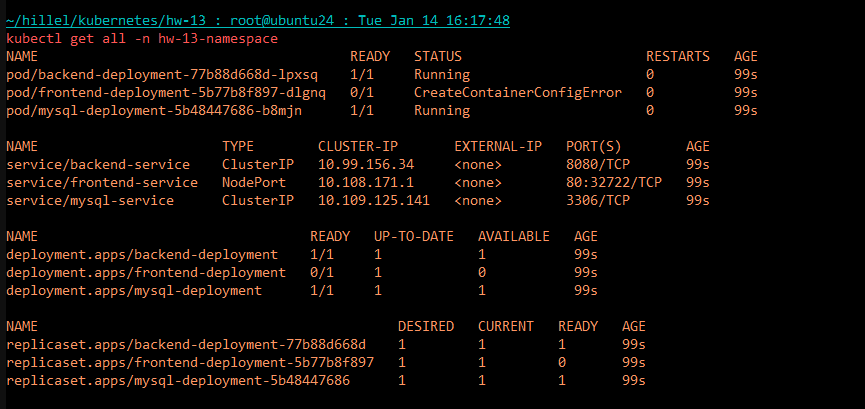 ~/hillel/kubernetes/hw-13 : root@ubuntu24 : Tue Jan 14 16:17:48
kubectl get all -n hw-13-namespace
NAME READY STATUS RESTARTS AGE
pod/backend-deployment-77b88d668d-lpxsq 1/1 Running 0 99s
pod/frontend-deployment-5b77b8f897-dlgnq 0/1 CreateContainerConfigError 0 99s
pod/mysql-deployment-5b48447686-b8mjn 1/1 Running 0 99s
NAME TYPE CLUSTER-IP EXTERNAL-IP PORT(S) AGE
service/backend-service ClusterIP 10.99.156.34 <none> 8080/TCP 99s
service/frontend-service NodePort 10.108.171.1 <none> 80:32722/TCP 99s
service/mysql-service ClusterIP 10.109.125.141 <none> 3306/TCP 99s
NAME READY UP-TO-DATE AVAILABLE AGE
deployment.apps/backend-deployment 1/1 1 1 99s
deployment.apps/frontend-deployment 0/1 1 0 99s
deployment.apps/mysql-deployment 1/1 1 1 99s
NAME DESIRED CURRENT READY AGE
replicaset.apps/backend-deployment-77b88d668d 1 1 1 99s
replicaset.apps/frontend-deployment-5b77b8f897 1 1 0 99s
replicaset.apps/mysql-deployment-5b48447686 1 1 1 99s